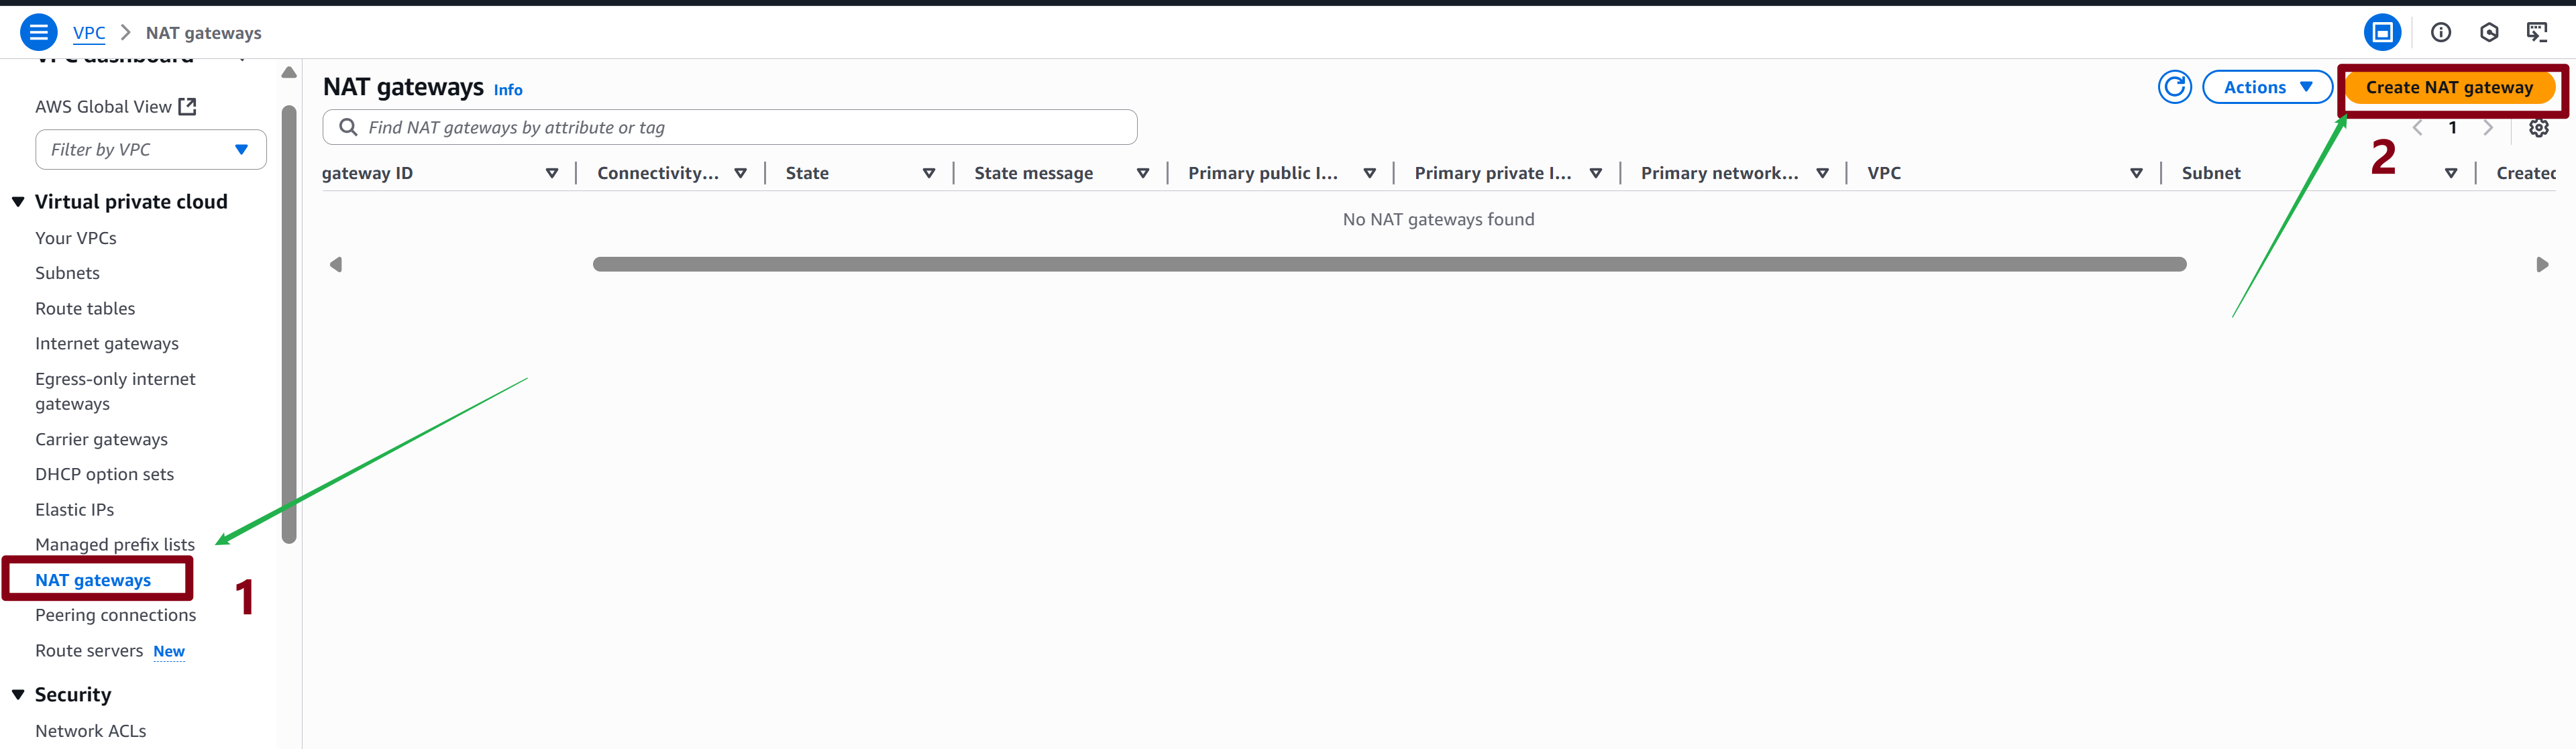 VPC > NAT gateways
VPC dashboard
AWS Global View
Filter by VPC
Virtual private cloud
Your VPCs
Subnets
Route tables
Internet gateways
Egress-only internet
gateways
Carrier gateways
DHCP option sets
Elastic IPs
Managed prefix lists
NAT gateways
1
Peering connections
Route servers New
Security
Network ACLs
NAT gateways Info
Actions
Create NAT gateway
Find NAT gateways by attribute or tag
1
2
gateway ID
Connectivity...
State
State message
Primary public I...
Primary private I...
Primary network...
VPC
Subnet
Created
No NAT gateways found